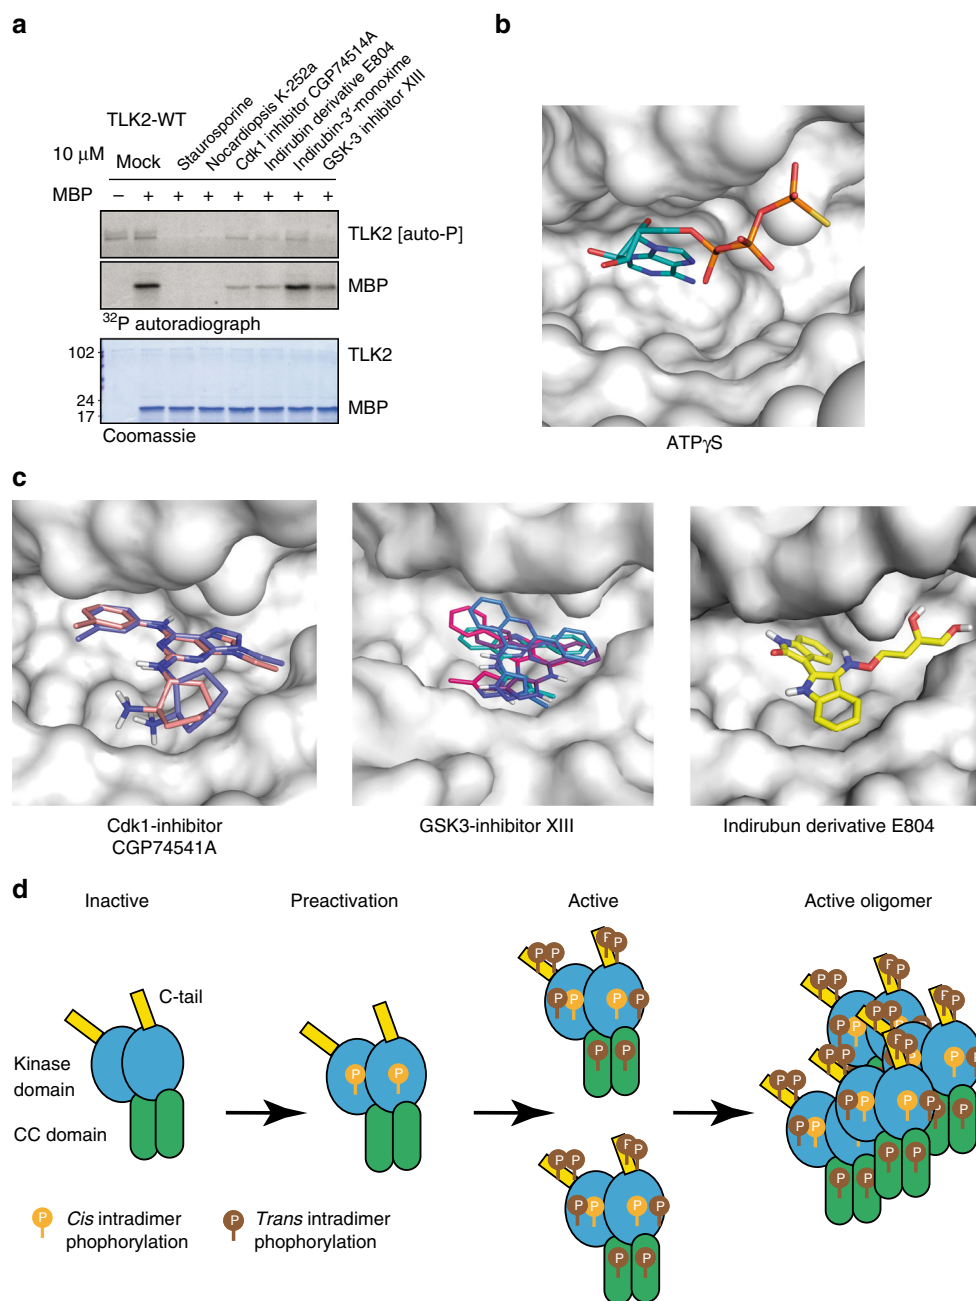 a
TLK2-WT
10 μM
Mock
Staurosporine
Nocardiopsis K-252a
Cdk1 inhibitor CGP74514A
Indirubin derivative E804
Indirubin-3′-monoxime
GSK-3 inhibitor XIII
MBP − + + + + + + +
TLK2 [auto-P]
MBP
32P autoradiograph
102
24
17
TLK2
MBP
Coomassie
b
ATPγS
c
Cdk1-inhibitor
CGP74541A
GSK3-inhibitor XIII
Indirubun derivative E804
d
Inactive
Preactivation
Active
Active oligomer
C-tail
Kinase
domain
CC domain
P P
P P P P
P P P P
P P
P P P P
P P P P
P P
P P P P
P P P P
P P P P
P P P P
P P P P P
P P
P P P P
P Cis intradimer
phophorylation
P Trans intradimer
phophorylation